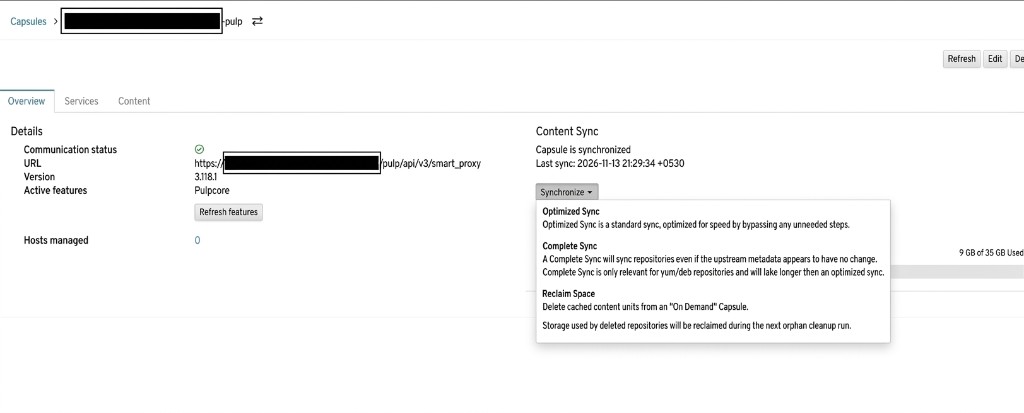 Capsules > -pulp
Refresh Edit De
Overview Services Content
Details
Communication status
URL https:/ /pulp/api/v3/smart_proxy
Version 3.118.1
Active features Pulpcore
Refresh features
Hosts managed 0
Content Sync
Capsule is synchronized
Last sync: 2026-11-13 21:29:34 +0530
Synchronize
Optimized Sync
Optimized Sync is a standard sync, optimized for speed by bypassing any unneeded steps.
Complete Sync
A Complete Sync will sync repositories even if the upstream metadata appears to have no change.
Complete Sync is only relevant for yum/deb repositories and will lake longer then an optimized sync.
Reclaim Space
Delete cached content units from an "On Demand" Capsule.
Storage used by deleted repositories will be reclaimed during the next orphan cleanup run.
9 GB of 35 GB Used